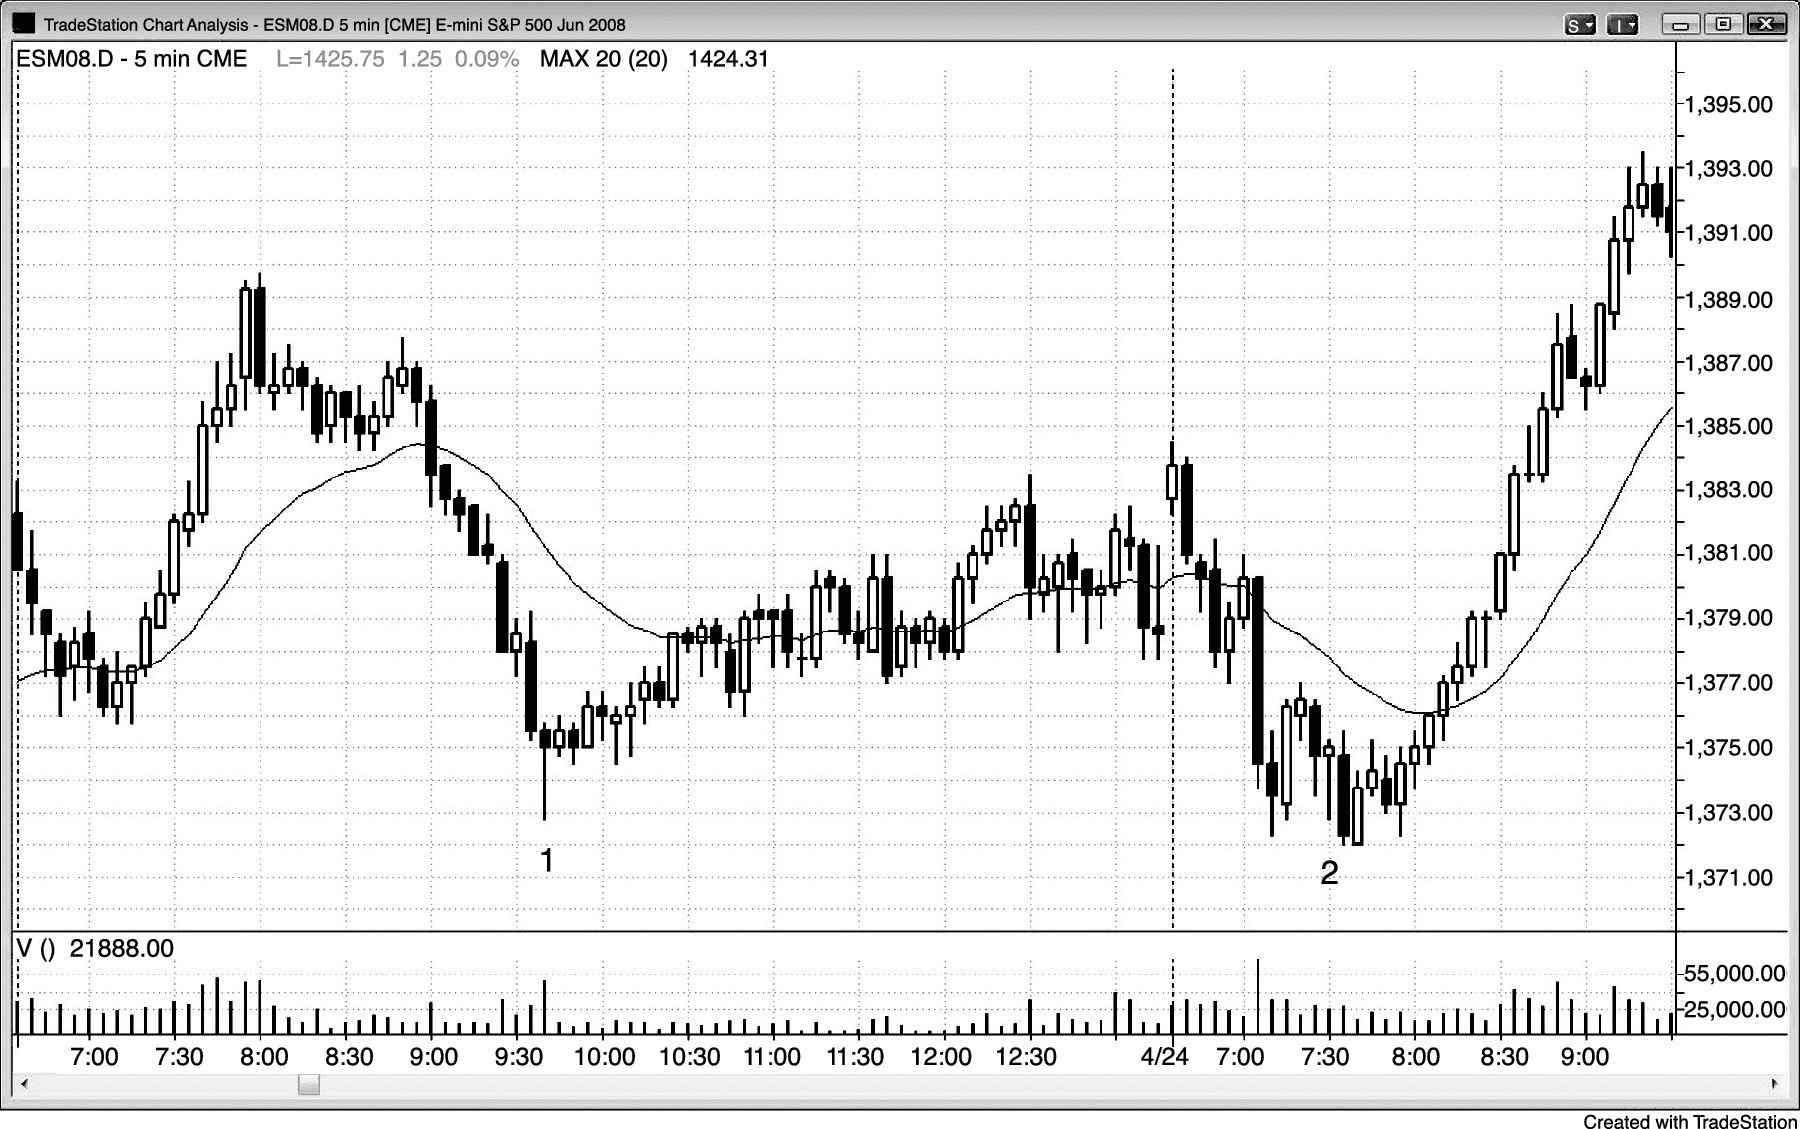 TradeStation Chart Analysis - ESM08.D 5 min [CME] E-mini S&P 500 Jun 2008
S I
ESM08.D - 5 min CME L=1425.75 1.25 0.09% MAX 20 (20) 1424.31
1,395.00
1,393.00
1,391.00
1,389.00
1,387.00
1,385.00
1,383.00
1,381.00
1,379.00
1,377.00
1,375.00
1,373.00
1,371.00
1
2
V () 21888.00
55,000.00
25,000.00
7:00 7:30 8:00 8:30 9:00 9:30 10:00 10:30 11:00 11:30 12:00 12:30 4/24 7:00 7:30 8:00 8:30 9:00
Created with TradeStation